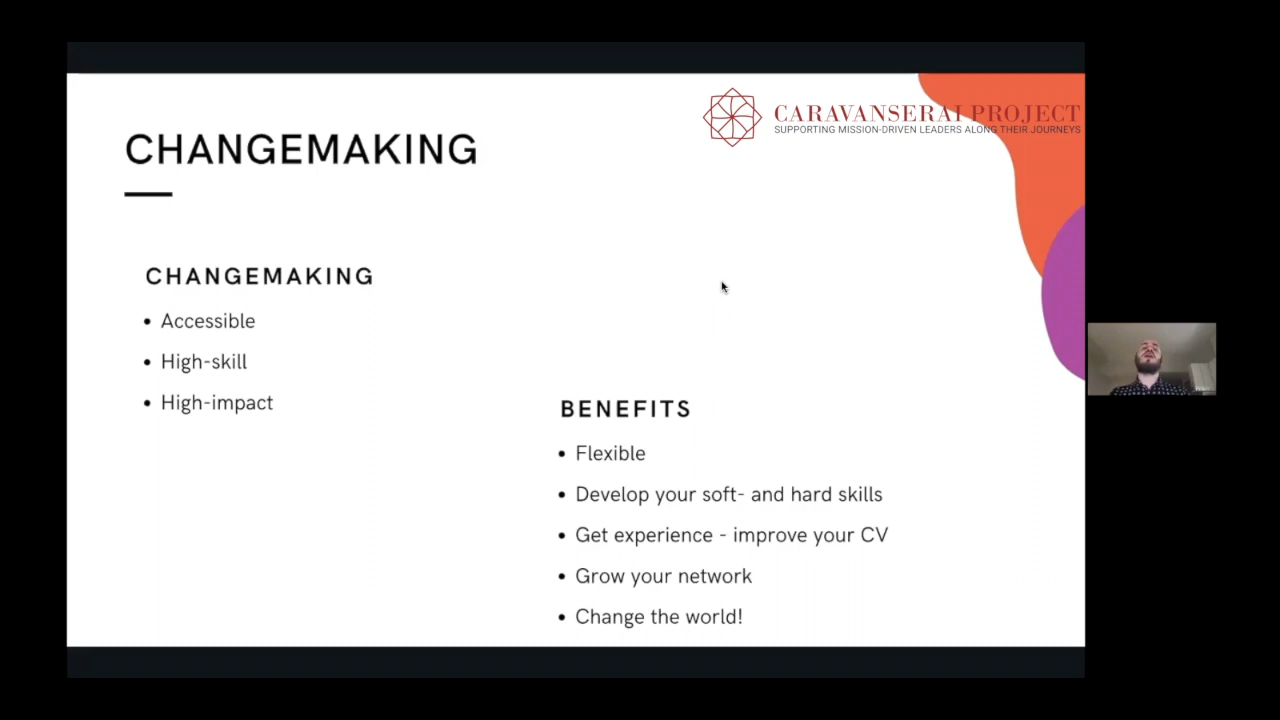 CARAVANSERAI PROJECT
SUPPORTING MISSION-DRIVEN LEADERS ALONG THEIR JOURNEYS
CHANGEMAKING
CHANGEMAKING
• Accessible
• High-skill
• High-impact
BENEFITS
• Flexible
• Develop your soft- and hard skills
• Get experience - improve your CV
• Grow your network
• Change the world!